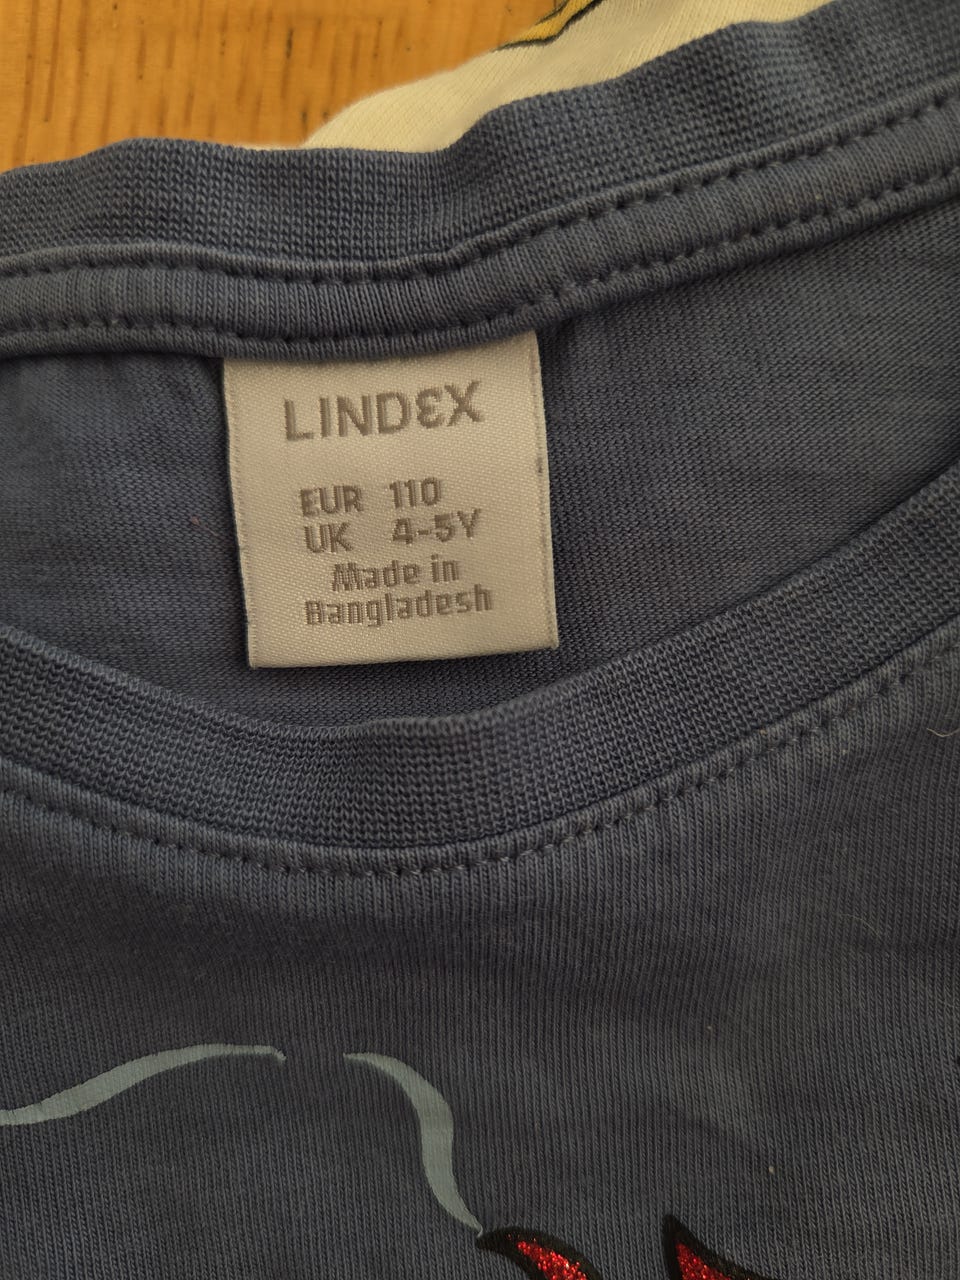 LINDEX
EUR 110
UK 4-5Y
Made in
Bangladesh